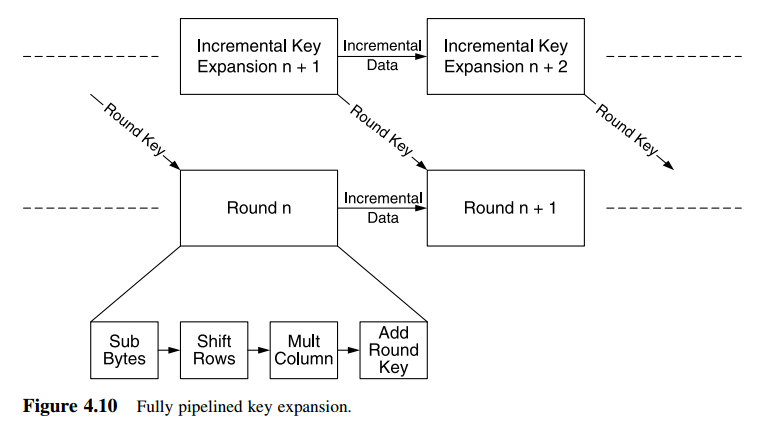 Incremental Key
Expansion n + 1
Incremental
Data
Incremental Key
Expansion n + 2
Round Key
Round Key
Round Key
Round n
Incremental
Data
Round n + 1
Sub
Bytes
Shift
Rows
Mult
Column
Add
Round
Key
Figure 4.10 Fully pipelined key expansion.